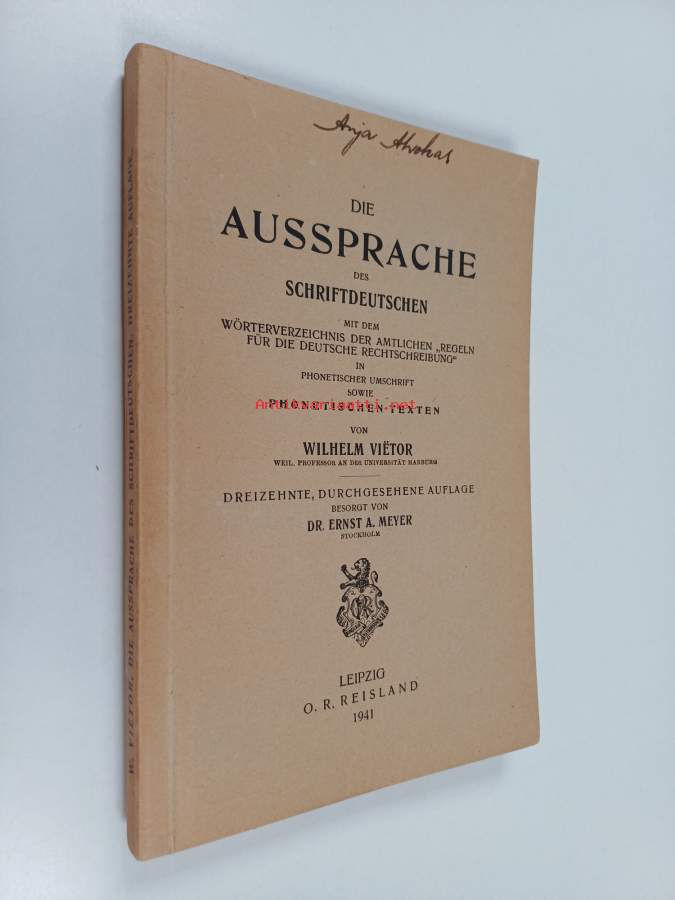 Anja Ahokas
DIE
AUSSPRACHE
DES
SCHRIFTDEUTSCHEN
MIT DEM
WÖRTERVERZEICHNIS DER AMTLICHEN „REGELN
FÜR DIE DEUTSCHE RECHTSCHREIBUNG“
IN
PHONETISCHER UMSCHRIFT
SOWIE
PHONETISCHEN TEXTEN
Antikvariaatti.net
VON
WILHELM VIËTOR
WEIL. PROFESSOR AN DER UNIVERSITÄT MARBURG
DREIZEHNTE, DURCHGESEHENE AUFLAGE
BESORGT VON
DR. ERNST A. MEYER
STOCKHOLM
LEIPZIG
O. R. REISLAND
1941
W. VIËTOR, DIE AUSSPRACHE DES SCHRIFTDEUTSCHEN. DREIZEHNTE AUFLAGE.